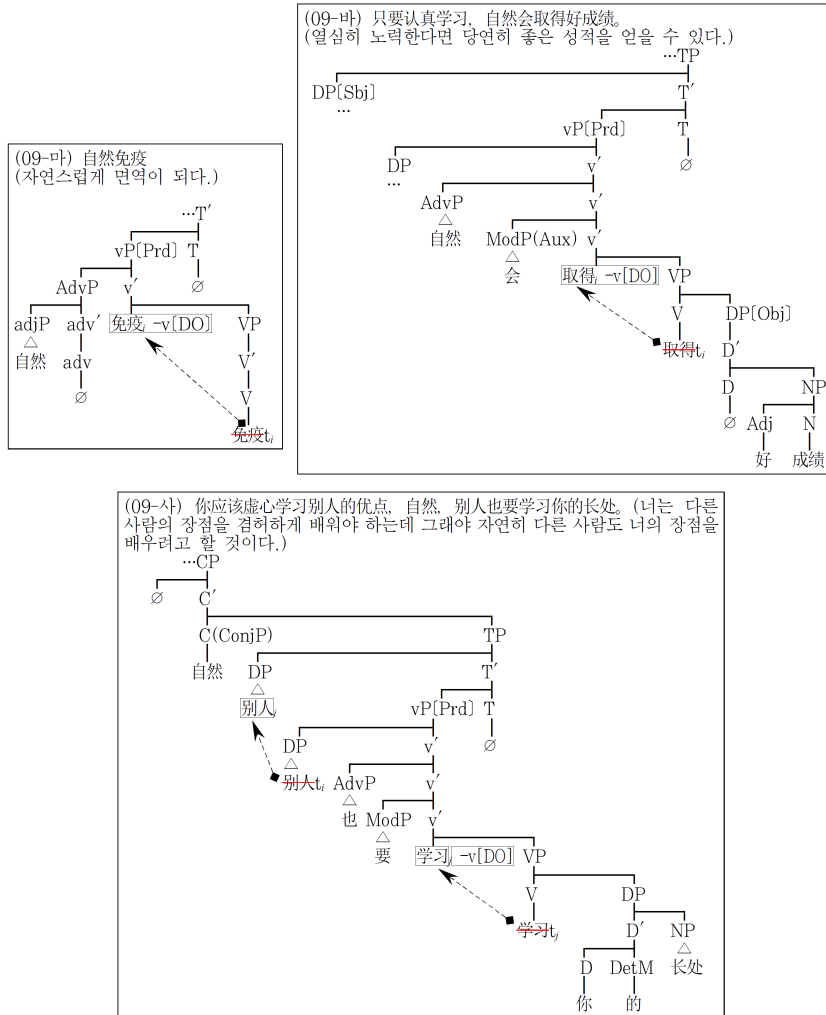 (09-바) 只要认真学习, 自然会取得好成绩。
(열심히 노력한다면 당연히 좋은 성적을 얻을 수 있다.)
…TP
DP[Sbj] T′
…
vP[Prd] T
DP v′ ∅
…
AdvP v′
自然 ModP(Aux) v′
会 取得i -v[DO] VP
V DP[Obj]
取得ti D′
D NP
∅ Adj N
好 成绩
(09-마) 自然免疫
(자연스럽게 면역이 되다.)
…T′
vP[Prd] T
AdvP v′ ∅
adjP adv′ 免疫i -v[DO] VP
自然 adv V′
∅ V
免疫ti
(09-사) 你应该虚心学习别人的优点, 自然, 别人也要学习你的长处。(너는 다른
사람의 장점을 겸허하게 배워야 하는데 그래야 자연히 다른 사람도 너의 장점을
배우려고 할 것이다.)
…CP
∅ C′
C(ConjP) TP
自然 DP T′
别人i vP[Prd] T
DP v′ ∅
别人ti AdvP v′
也 ModP v′
要 学习j -v[DO] VP
V DP
学习tj D′ NP
D DetM 长处
你 的